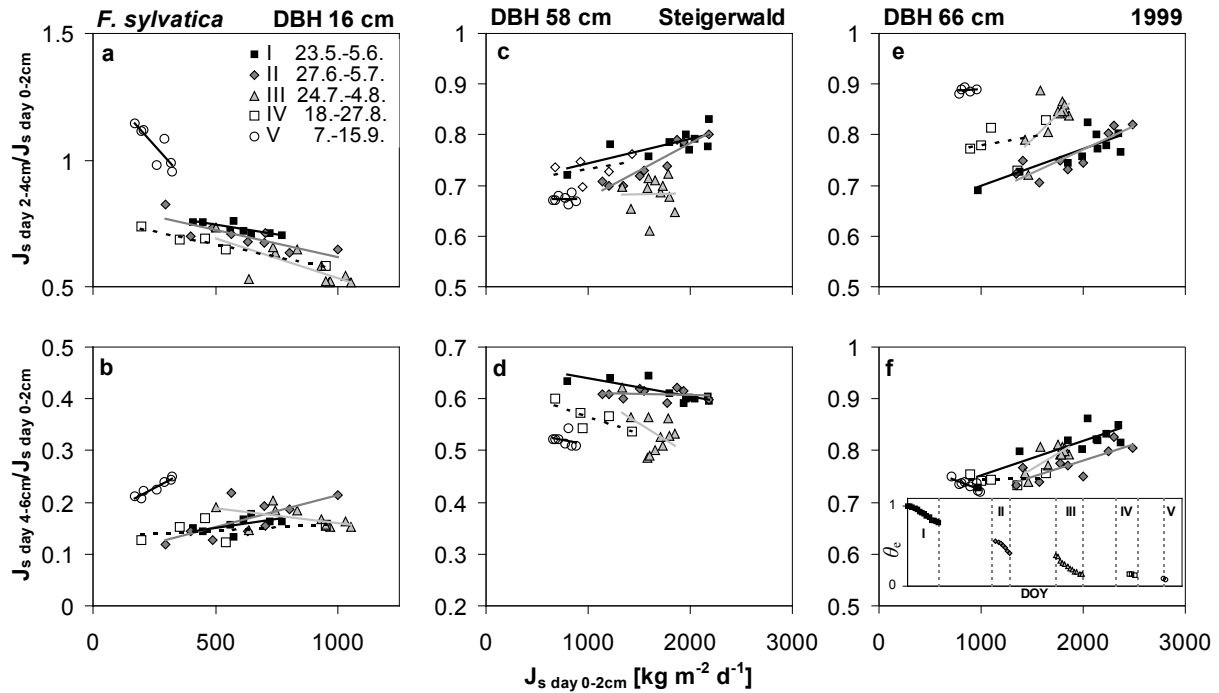 F. sylvatica DBH 16 cm DBH 58 cm Steigerwald DBH 66 cm 1999
J_s day 2-4cm/J_s day 0-2cm
1.5
1
0.5
a
I 23.5.-5.6.
II 27.6.-5.7.
III 24.7.-4.8.
IV 18.-27.8.
V 7.-15.9.
1
0.9
0.8
0.7
0.6
0.5
c
1
0.9
0.8
0.7
0.6
0.5
e
J_s day 4-6cm/J_s day 0-2cm
0.5
0.4
0.3
0.2
0.1
0
b
0 500 1000
0.7
0.6
0.5
0.4
0.3
0.2
d
0 1000 2000 3000
1
0.9
0.8
0.7
0.6
0.5
f
0 1000 2000 3000
θ_e
1
0
I II III IV V
DOY
J_s day 0-2cm [kg m⁻² d⁻¹]